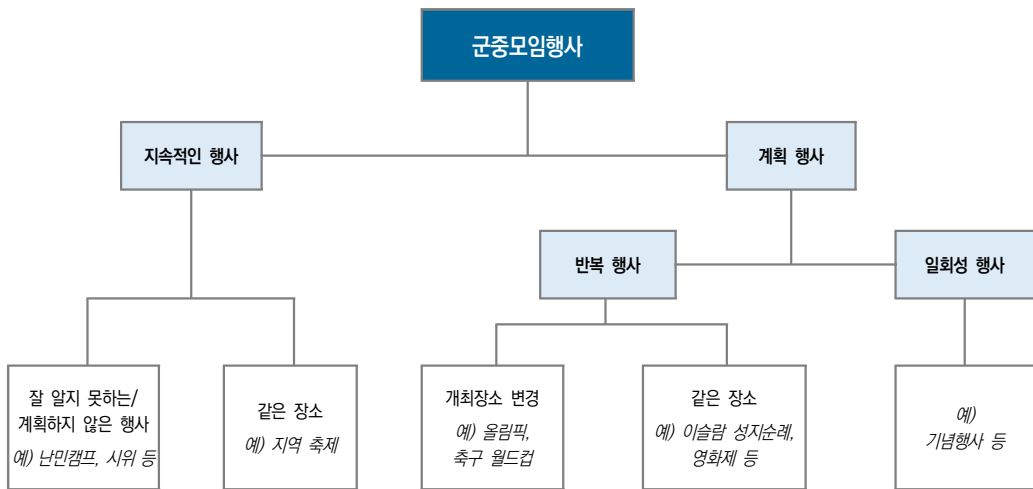 군중모임행사
지속적인 행사
계획 행사
반복 행사
일회성 행사
잘 알지 못하는/
계획하지 않은 행사
예) 난민캠프, 시위 등
같은 장소
예) 지역 축제
개최장소 변경
예) 올림픽,
축구 월드컵
같은 장소
예) 이슬람 성지순례,
영화제 등
예)
기념행사 등